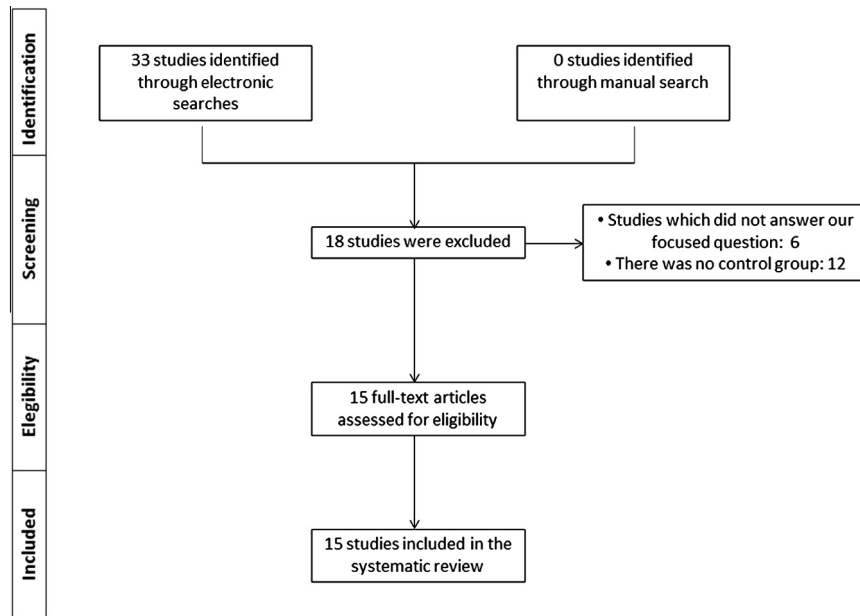 Identification
33 studies identified
through electronic
searches
0 studies identified
through manual search
Screening
18 studies were excluded
• Studies which did not answer our
focused question: 6
• There was no control group: 12
Elegibility
15 full-text articles
assessed for eligibility
Included
15 studies included in the
systematic review